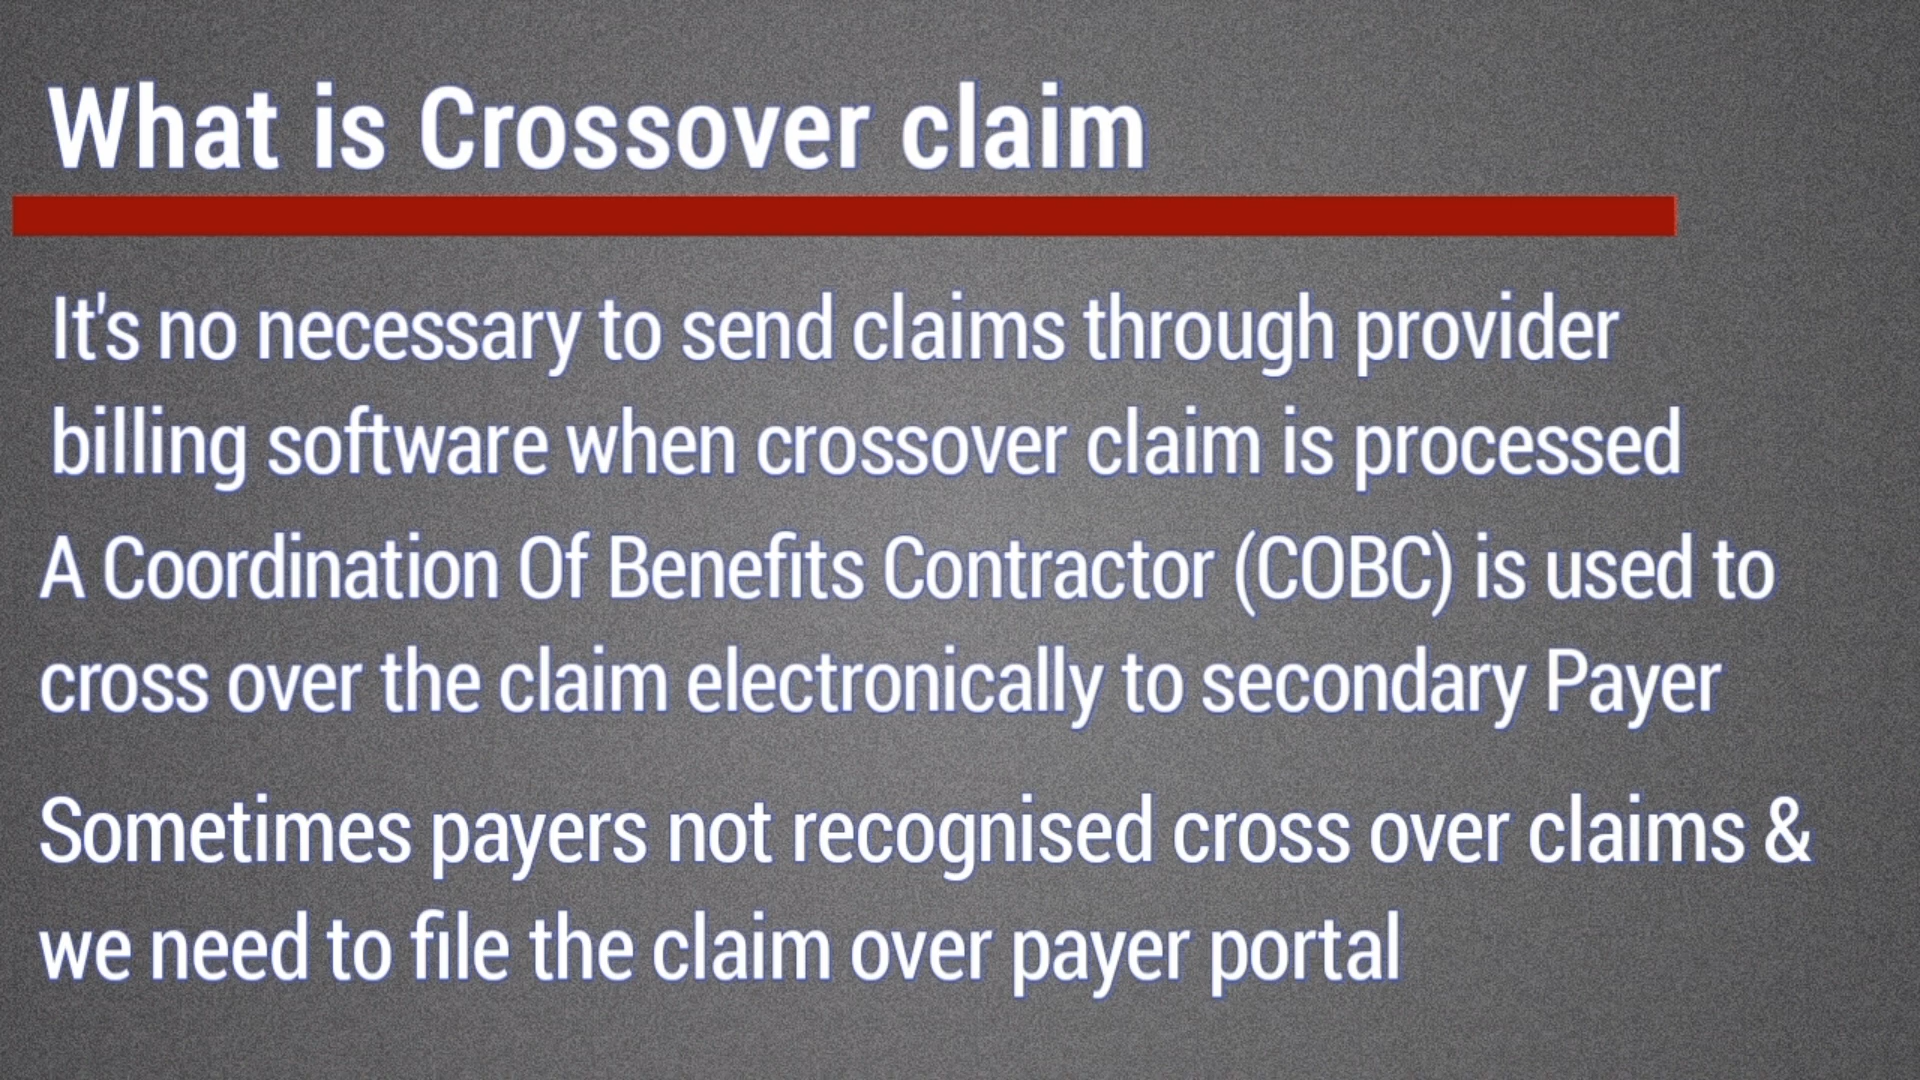 What is Crossover claim
It's no necessary to send claims through provider
billing software when crossover claim is processed
A Coordination Of Benefits Contractor (COBC) is used to
cross over the claim electronically to secondary Payer
Sometimes payers not recognised cross over claims &
we need to file the claim over payer portal